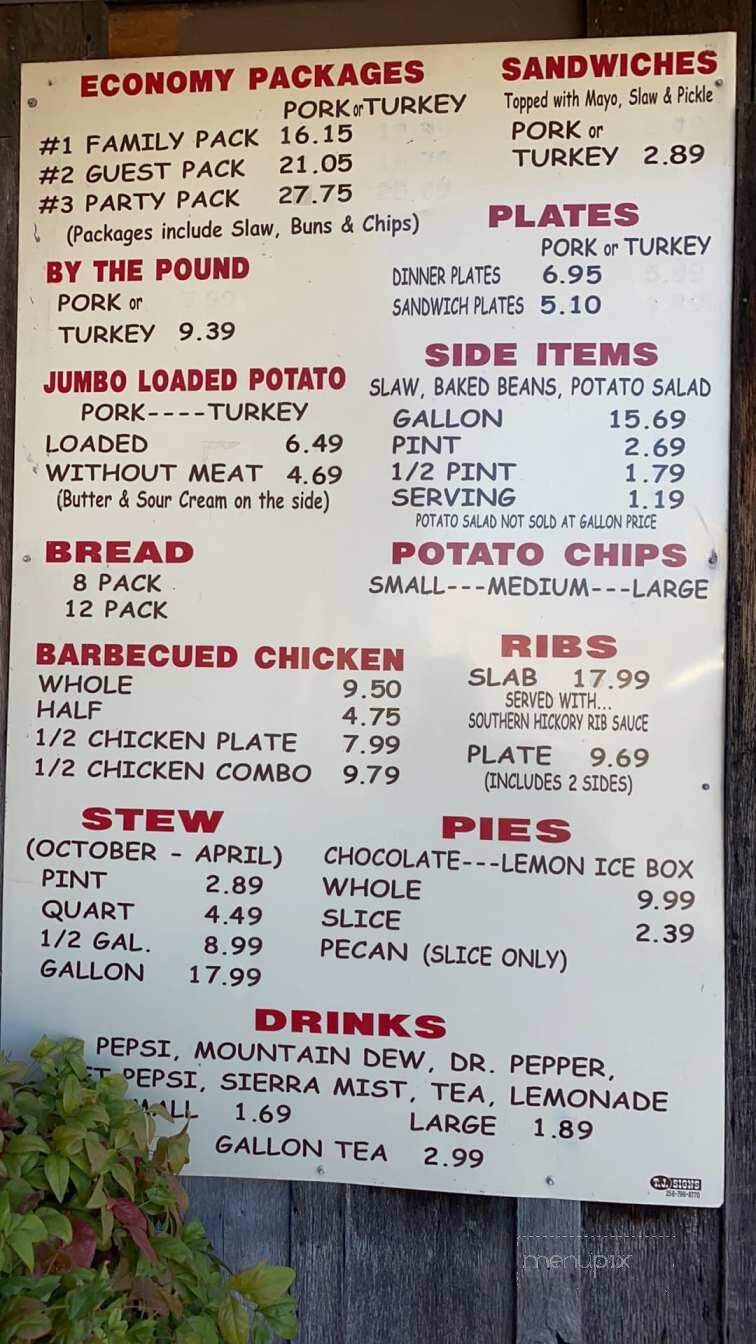 ECONOMY PACKAGES
PORK or TURKEY
#1 FAMILY PACK 16.15
#2 GUEST PACK 21.05
#3 PARTY PACK 27.75
(Packages include Slaw, Buns & Chips)
SANDWICHES
Topped with Mayo, Slaw & Pickle
PORK or
TURKEY 2.89
PLATES
PORK or TURKEY
DINNER PLATES 6.95
SANDWICH PLATES 5.10
BY THE POUND
PORK or
TURKEY 9.39
SIDE ITEMS
SLAW, BAKED BEANS, POTATO SALAD
GALLON 15.69
PINT 2.69
1/2 PINT 1.79
SERVING 1.19
POTATO SALAD NOT SOLD AT GALLON PRICE
JUMBO LOADED POTATO
PORK----TURKEY
LOADED 6.49
WITHOUT MEAT 4.69
(Butter & Sour Cream on the side)
BREAD
8 PACK
12 PACK
POTATO CHIPS
SMALL---MEDIUM---LARGE
BARBECUED CHICKEN
WHOLE 9.50
HALF 4.75
1/2 CHICKEN PLATE 7.99
1/2 CHICKEN COMBO 9.79
RIBS
SLAB 17.99
SERVED WITH...
SOUTHERN HICKORY RIB SAUCE
PLATE 9.69
(INCLUDES 2 SIDES)
STEW
(OCTOBER - APRIL)
PINT 2.89
QUART 4.49
1/2 GAL. 8.99
GALLON 17.99
PIES
CHOCOLATE---LEMON ICE BOX
WHOLE 9.99
SLICE 2.39
PECAN (SLICE ONLY)
DRINKS
PEPSI, MOUNTAIN DEW, DR. PEPPER,
PEPSI, SIERRA MIST, TEA, LEMONADE
1.69 LARGE 1.89
GALLON TEA 2.99
SIGNS
menupix